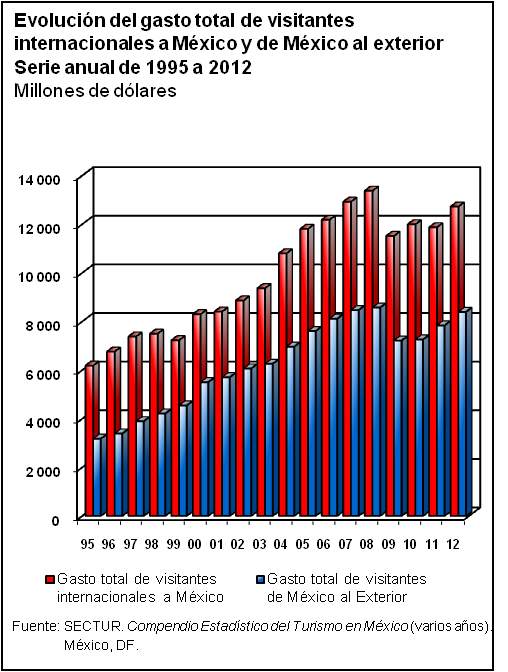 Evolución del gasto total de visitantes
internacionales a México y de México al exterior
Serie anual de 1995 a 2012
Millones de dólares
14 000
12 000
10 000
8 000
6 000
4 000
2 000
0
95 96 97 98 99 00 01 02 03 04 05 06 07 08 09 10 11 12
Gasto total de visitantes
internacionales a México
Gasto total de visitantes
de México al Exterior
Fuente: SECTUR. Compendio Estadístico del Turismo en México (varios años).
México, DF.